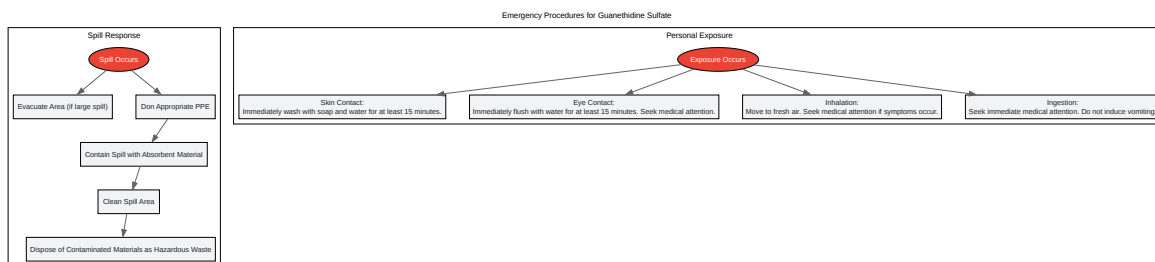 Emergency Procedures for Guanethidine Sulfate
Spill Response
Spill Occurs
Evacuate Area (if large spill)
Don Appropriate PPE
Contain Spill with Absorbent Material
Clean Spill Area
Dispose of Contaminated Materials as Hazardous Waste
Personal Exposure
Exposure Occurs
Skin Contact:
Immediately wash with soap and water for at least 15 minutes.
Eye Contact:
Immediately flush with water for at least 15 minutes. Seek medical attention.
Inhalation:
Move to fresh air. Seek medical attention if symptoms occur.
Ingestion:
Seek immediate medical attention. Do not induce vomiting